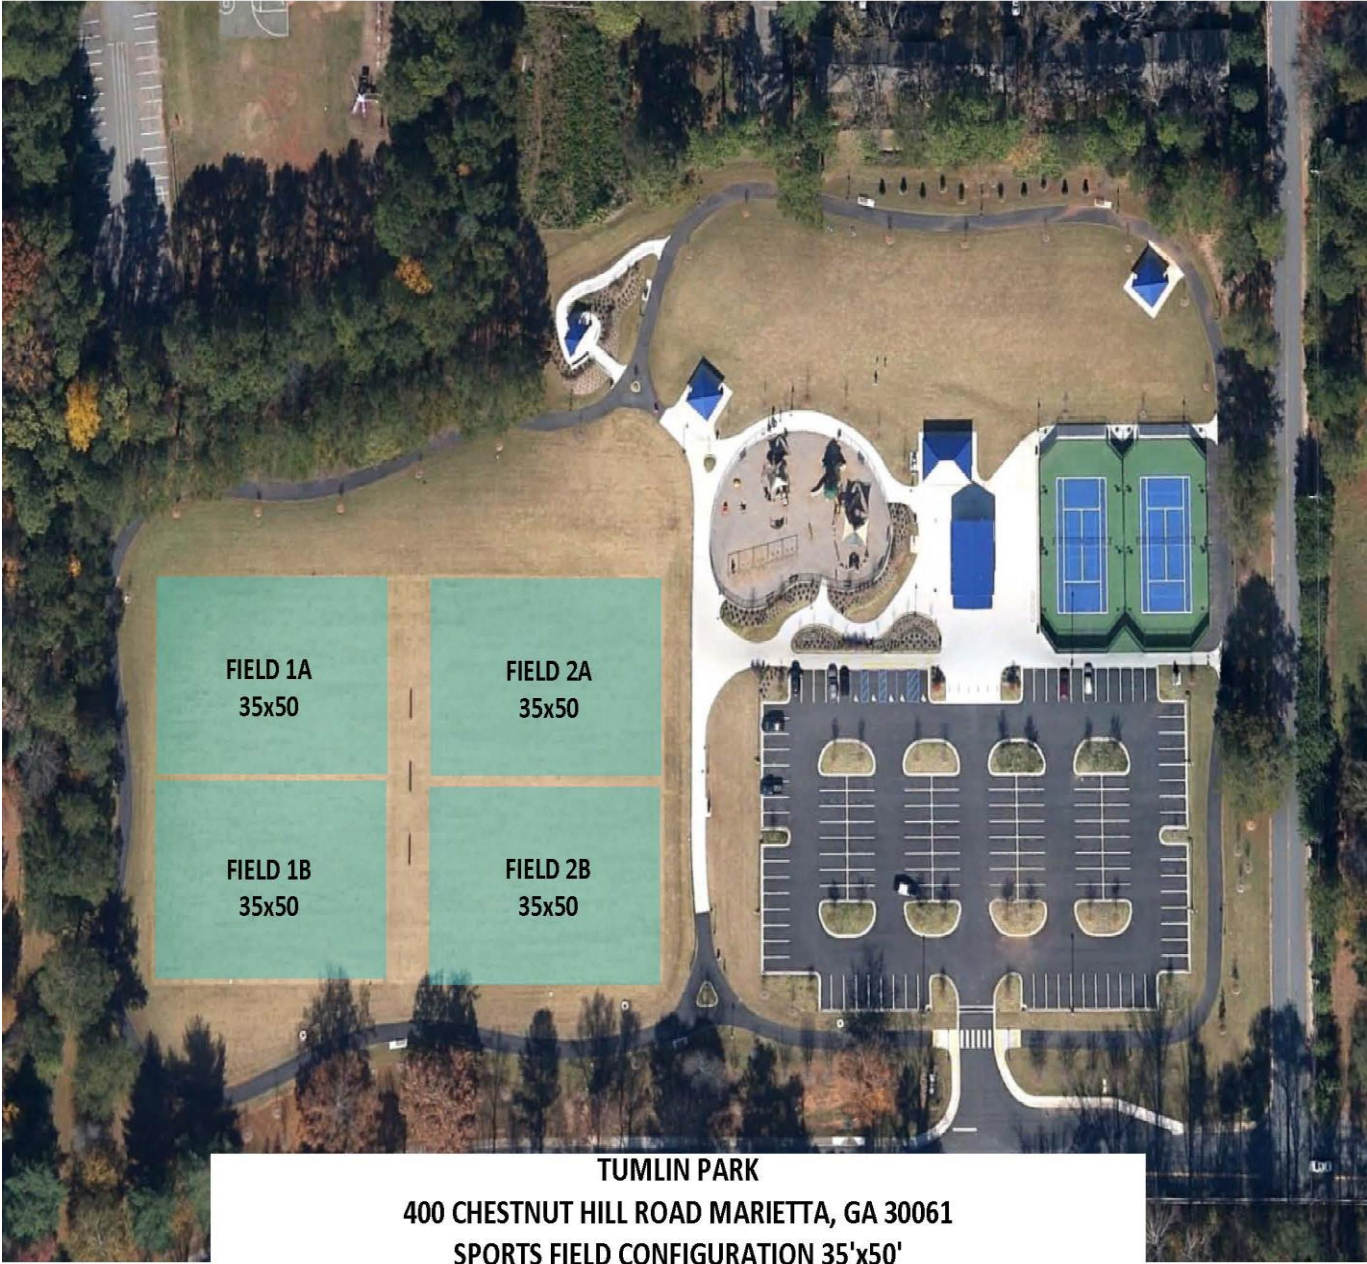 FIELD 1A
35x50
FIELD 2A
35x50
FIELD 1B
35x50
FIELD 2B
35x50
TUMLIN PARK
400 CHESTNUT HILL ROAD MARIETTA, GA 30061
SPORTS FIELD CONFIGURATION 35'x50'